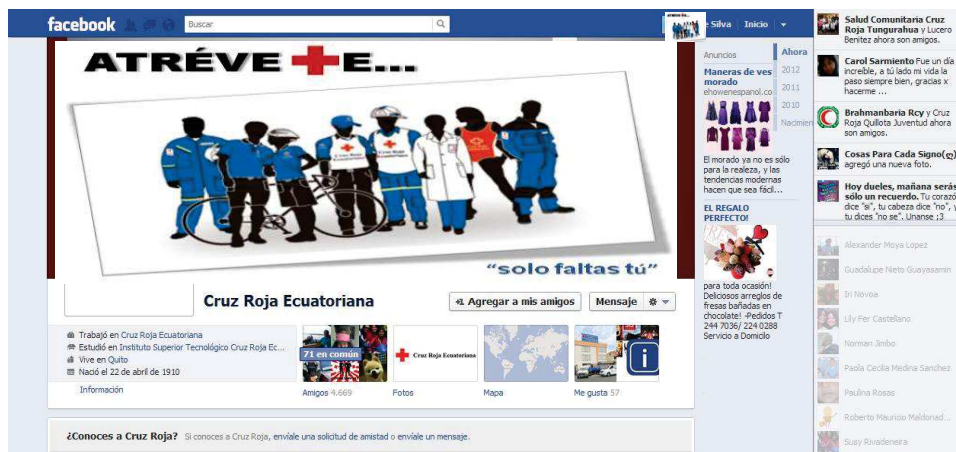 facebook
Buscar
e Silva
Inicio
ATRÉVE+E...
"solo faltas tú"
Cruz Roja Ecuatoriana
+1 Agregar a mis amigos
Mensaje
Trabajó en Cruz Roja Ecuatoriana
Estudió en Instituto Superior Tecnológico Cruz Roja Ec...
Vive en Quito
Nació el 22 de abril de 1910
Información
71 en común
Cruz Roja Ecuatoriana
Amigos 4.669
Fotos
Mapa
Me gusta 57
¿Conoces a Cruz Roja? Si conoces a Cruz Roja, envíale una solicitud de amistad o envíale un mensaje.
Anuncios
Maneras de ves
morado
ehowenespanol.co
El morado ya no es sólo
para la realeza, y las
tendencias modernas
hacen que sea fácil...
EL REGALO
PERFECTO!
para toda ocasión!
Deliciosos arreglos de
fresas bañadas en
chocolate! -Pedidos T
244 7036/ 224 0288
Servicio a Domicilio
Ahora
2012
2011
2010
Nacimien
Salud Comunitaria Cruz
Roja Tungurahua y Lucero
Benitez ahora son amigos.
Carol Sarmiento Fue un día
increíble, a tú lado mi vida la
paso siempre bien, gracias x
hacerme ...
Brahmanbaria Rcy y Cruz
Roja Quillota Juventud ahora
son amigos.
Cosas Para Cada Signo(ღ)
agregó una nueva foto.
Hoy dueles, mañana serás
sólo un recuerdo. Tu corazó
dice "si", tu cabeza dice "no", y
tu dices "no se". Unanse ;3
Alexander Moya Lopez
Guadalupe Nieto Guayasamin
Iri Novoa
Lily Fer Castellano
Norman Jimbo
Paola Cecilia Medina Sanchez
Paulina Rosas
Roberto Mauricio Maldonad...
Susy Rivadeneira